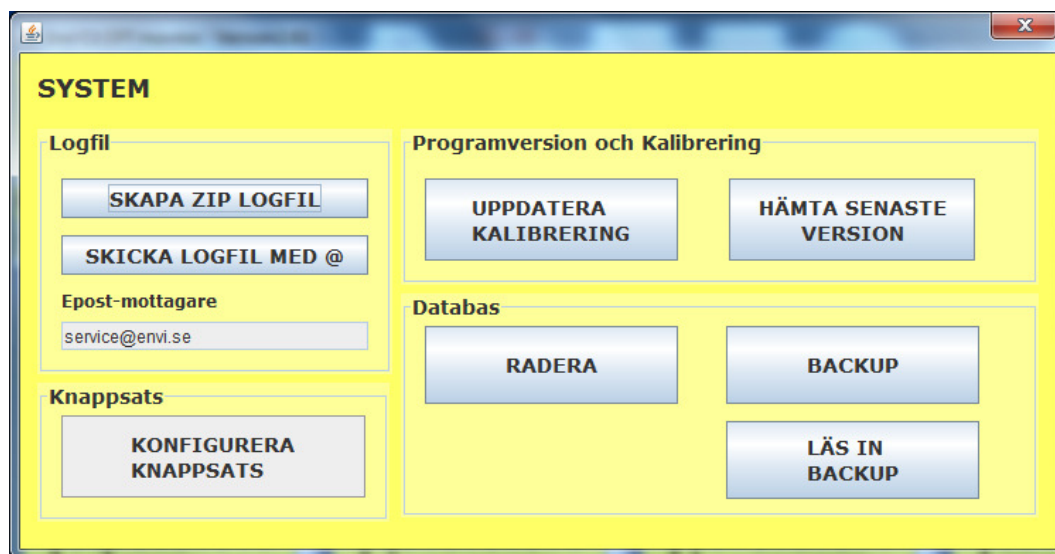 SYSTEM
Logfil
SKAPA ZIP LOGFIL
SKICKA LOGFIL MED @
Epost-mottagare
service@envi.se
Knappsats
KONFIGURERA
KNAPPSATS
Programversion och Kalibrering
UPPDATERA
KALIBRERING
HÄMTA SENASTE
VERSION
Databas
RADERA
BACKUP
LÄS IN
BACKUP